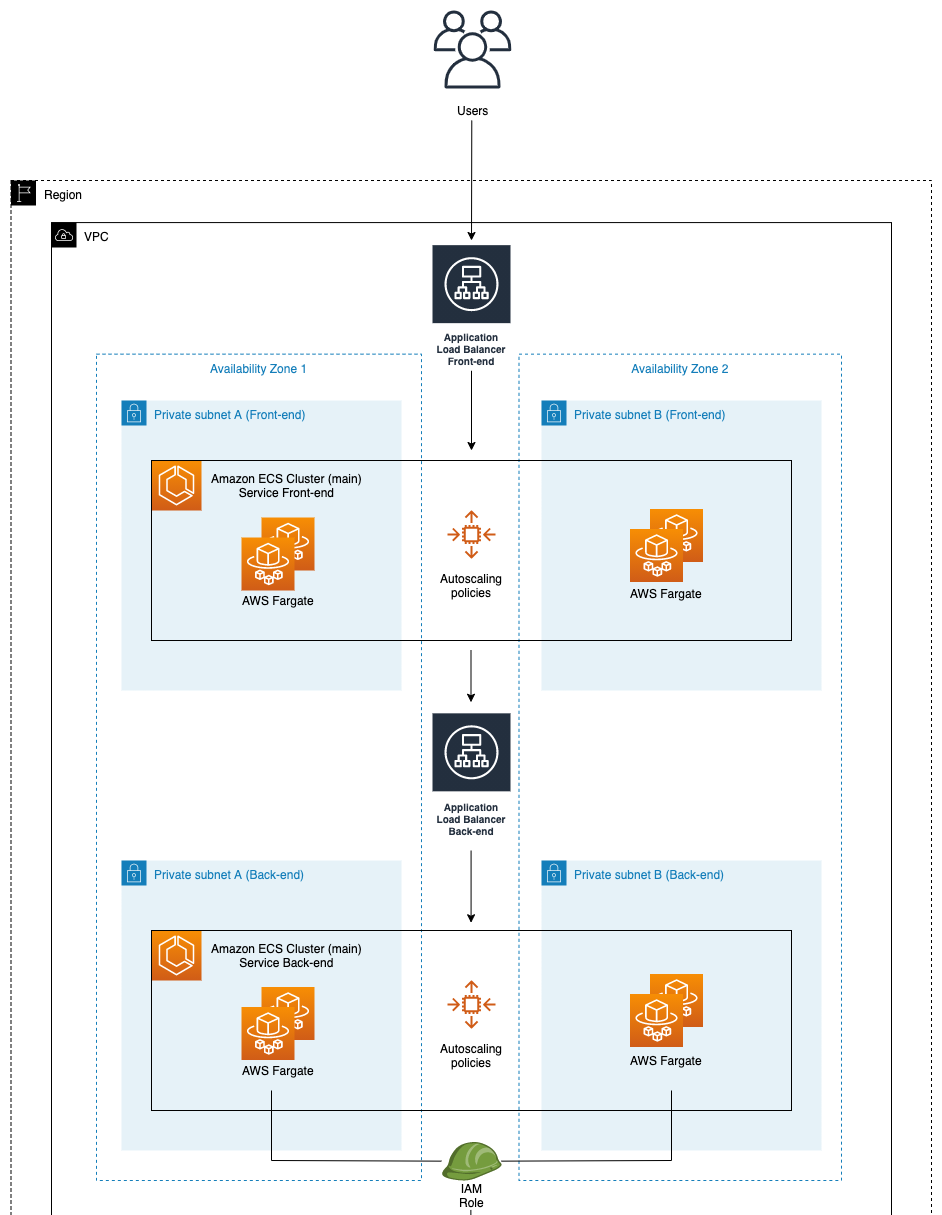 Users
Region
VPC
Application
Load Balancer
Front-end
Availability Zone 1
Availability Zone 2
Private subnet A (Front-end)
Private subnet B (Front-end)
Amazon ECS Cluster (main)
Service Front-end
AWS Fargate
Autoscaling
policies
AWS Fargate
Application
Load Balancer
Back-end
Private subnet A (Back-end)
Private subnet B (Back-end)
Amazon ECS Cluster (main)
Service Back-end
AWS Fargate
Autoscaling
policies
AWS Fargate
IAM
Role